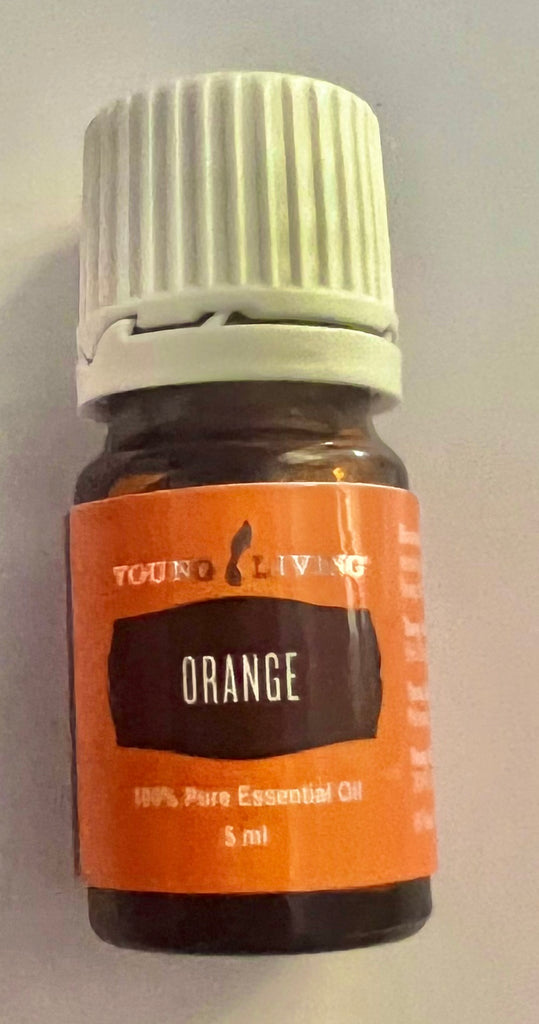 YOUNG LIVING
ORANGE
100% Pure Essential Oil
5 ml